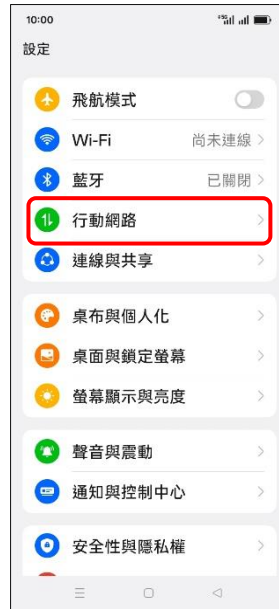 10:00
設定
飛航模式
Wi-Fi 尚未連線
藍牙 已關閉
行動網路
連線與共享
桌布與個人化
桌面與鎖定螢幕
螢幕顯示與亮度
聲音與震動
通知與控制中心
安全性與隱私權